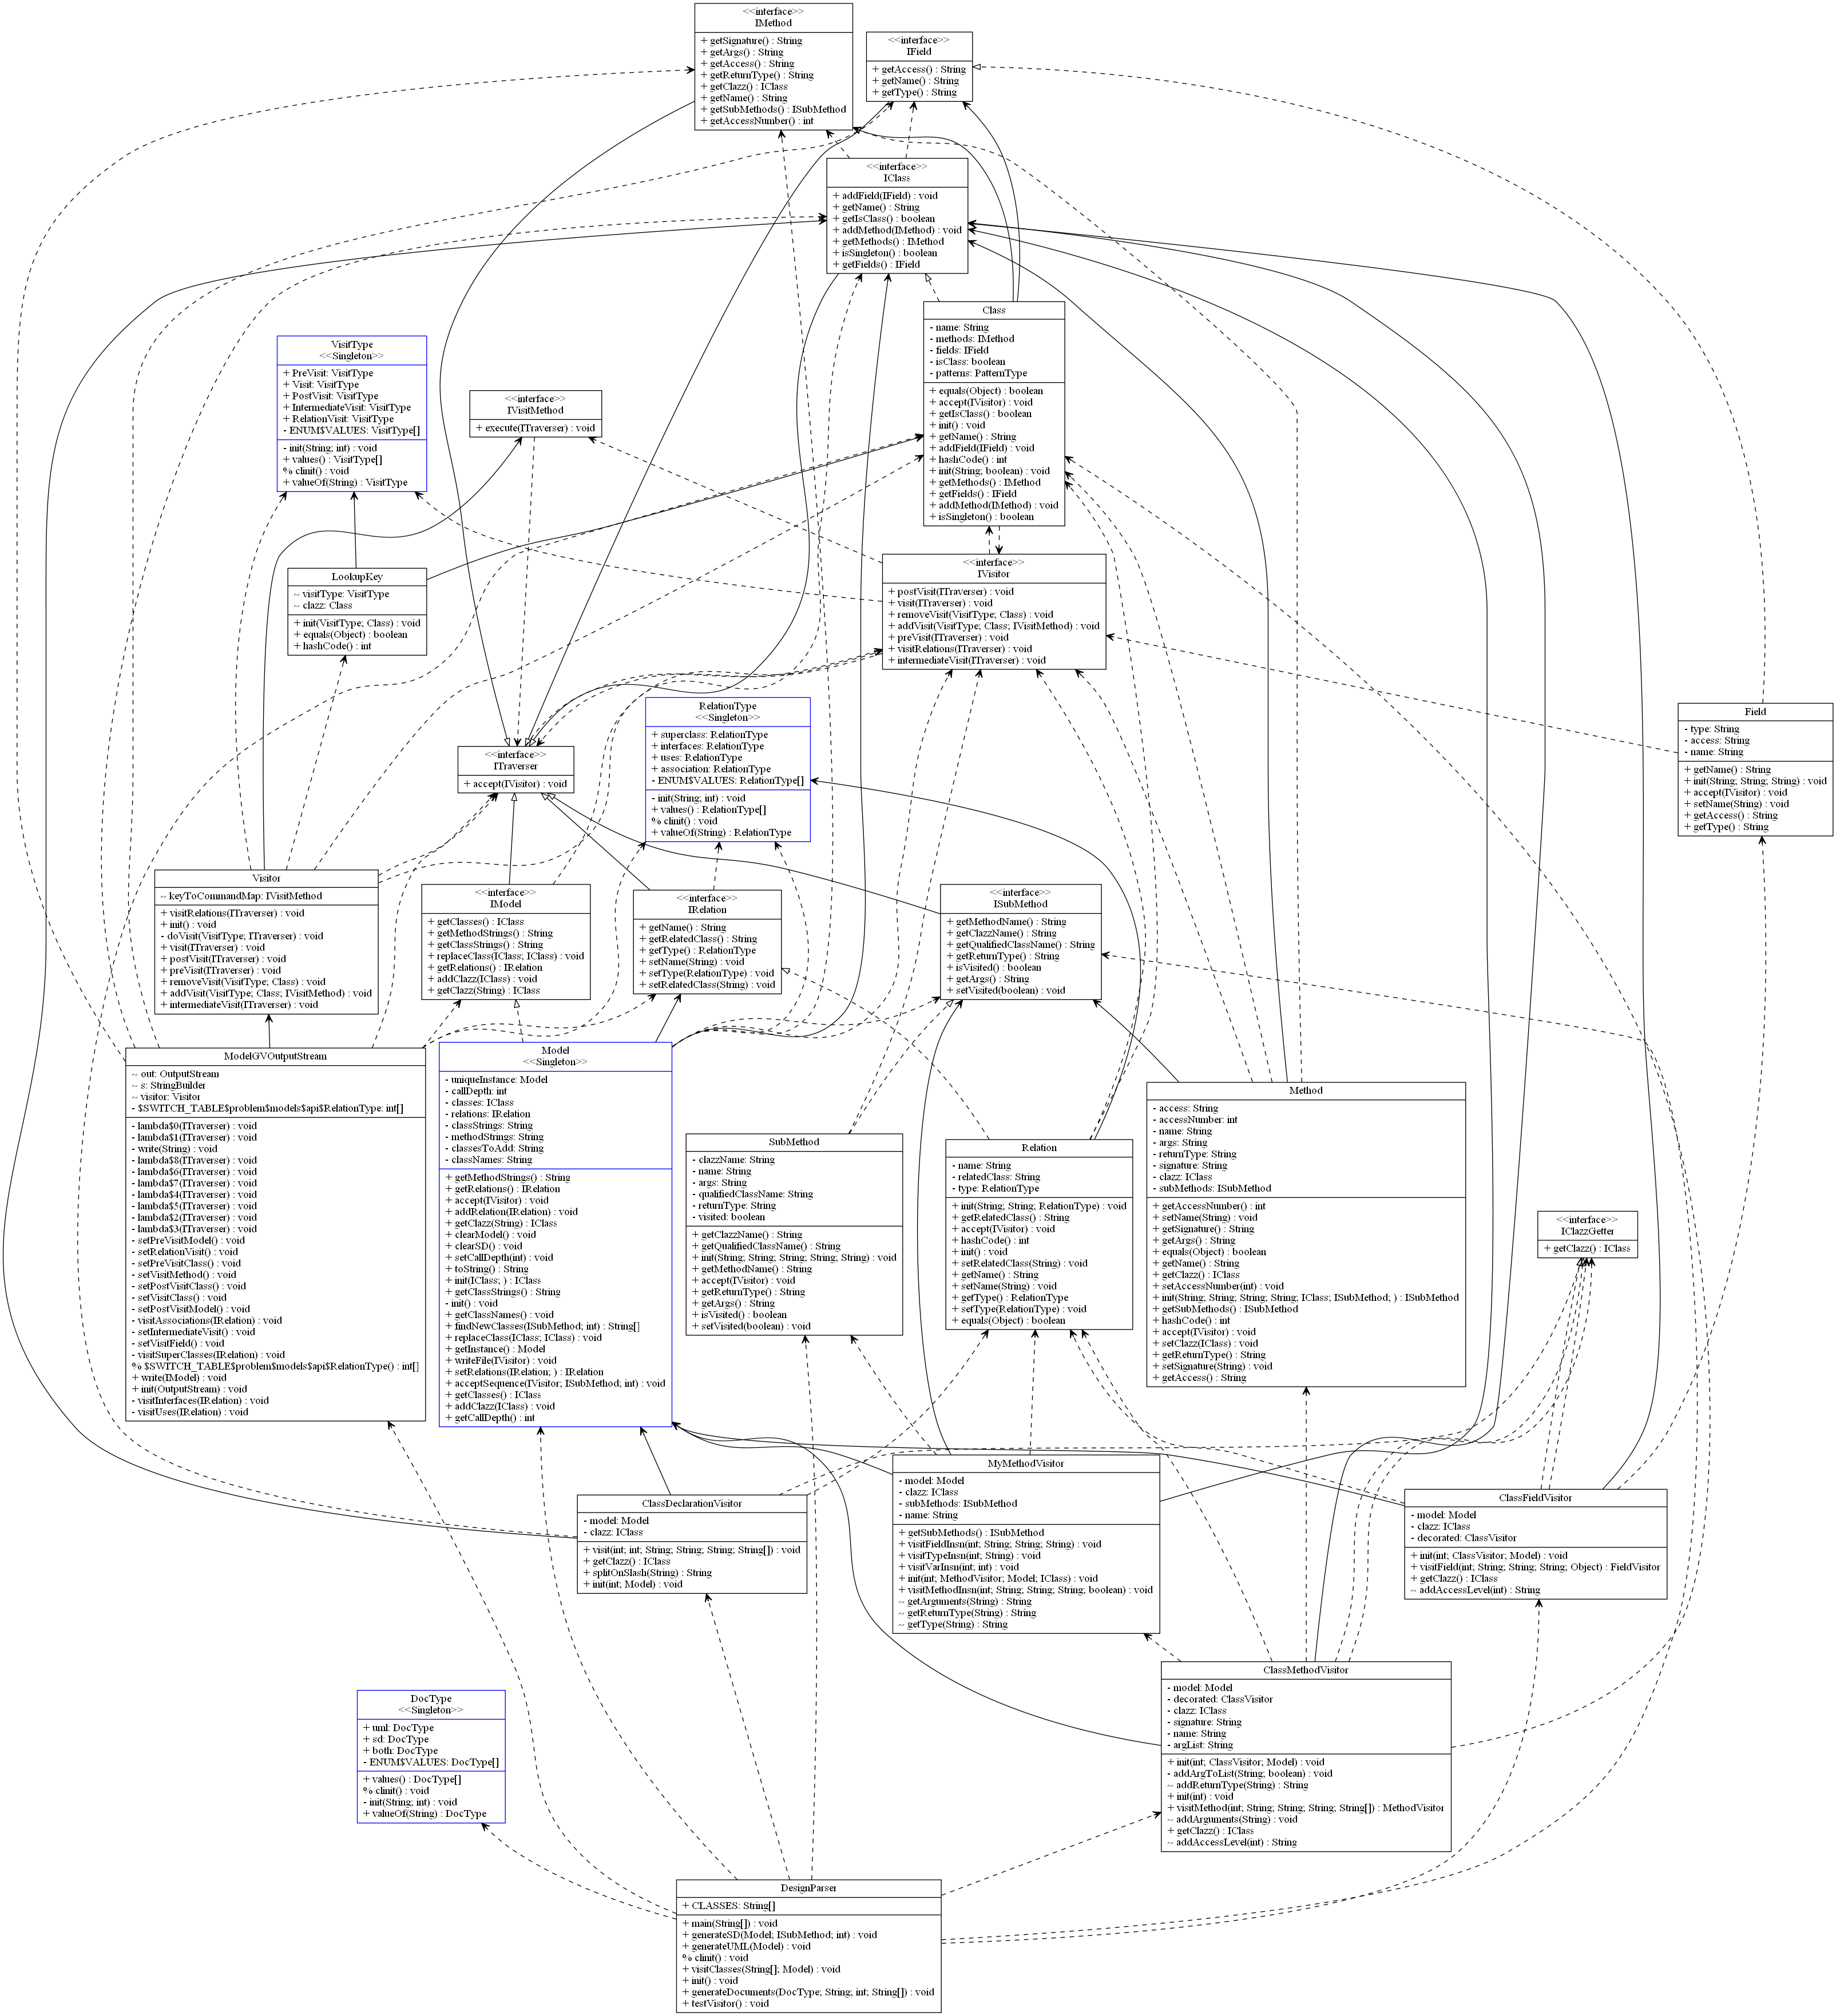 <<interface>>
IMethod
+ getSignature() : String
+ getArgs() : String
+ getAccess() : String
+ getReturnType() : String
+ getClazz() : IClass
+ getName() : String
+ getSubMethods() : ISubMethod
+ getAccessNumber() : int
<<interface>>
IField
+ getAccess() : String
+ getName() : String
+ getType() : String
<<interface>>
IClass
+ addField(IField) : void
+ getName() : String
+ getIsClass() : boolean
+ addMethod(IMethod) : void
+ getMethods() : IMethod
+ isSingleton() : boolean
+ getFields() : IField
Class
- name: String
- methods: IMethod
- fields: IField
- isClass: boolean
- patterns: PatternType
+ equals(Object) : boolean
+ accept(IVisitor) : void
+ getIsClass() : boolean
+ init() : void
+ getName() : String
+ addField(IField) : void
+ hashCode() : int
+ init(String; boolean) : void
+ getMethods() : IMethod
+ getFields() : IField
+ addMethod(IMethod) : void
+ isSingleton() : boolean
VisitType
<<Singleton>>
+ PreVisit: VisitType
+ Visit: VisitType
+ PostVisit: VisitType
+ IntermediateVisit: VisitType
+ RelationVisit: VisitType
- ENUM$VALUES: VisitType[]
- init(String; int) : void
+ values() : VisitType[]
% clinit() : void
+ valueOf(String) : VisitType
<<interface>>
IVisitMethod
+ execute(ITraverser) : void
LookupKey
~ visitType: VisitType
~ clazz: Class
+ init(VisitType; Class) : void
+ equals(Object) : boolean
+ hashCode() : int
<<interface>>
IVisitor
+ postVisit(ITraverser) : void
+ visit(ITraverser) : void
+ removeVisit(VisitType; Class) : void
+ addVisit(VisitType; Class; IVisitMethod) : void
+ preVisit(ITraverser) : void
+ visitRelations(ITraverser) : void
+ intermediateVisit(ITraverser) : void
RelationType
<<Singleton>>
+ superclass: RelationType
+ interfaces: RelationType
+ uses: RelationType
+ association: RelationType
- ENUM$VALUES: RelationType[]
- init(String; int) : void
+ values() : RelationType[]
% clinit() : void
+ valueOf(String) : RelationType
Field
- type: String
- access: String
- name: String
+ getName() : String
+ init(String; String; String) : void
+ accept(IVisitor) : void
+ setName(String) : void
+ getAccess() : String
+ getType() : String
<<interface>>
ITraverser
+ accept(IVisitor) : void
Visitor
~ keyToCommandMap: IVisitMethod
+ visitRelations(ITraverser) : void
+ init() : void
- doVisit(VisitType; ITraverser) : void
+ visit(ITraverser) : void
+ postVisit(ITraverser) : void
+ preVisit(ITraverser) : void
+ removeVisit(VisitType; Class) : void
+ addVisit(VisitType; Class; IVisitMethod) : void
+ intermediateVisit(ITraverser) : void
<<interface>>
IModel
+ getClasses() : IClass
+ getMethodStrings() : String
+ getClassStrings() : String
+ replaceClass(IClass; IClass) : void
+ getRelations() : IRelation
+ addClazz(IClass) : void
+ getClazz(String) : IClass
<<interface>>
IRelation
+ getName() : String
+ getRelatedClass() : String
+ getType() : RelationType
+ setName(String) : void
+ setType(RelationType) : void
+ setRelatedClass(String) : void
<<interface>>
ISubMethod
+ getMethodName() : String
+ getClazzName() : String
+ getQualifiedClassName() : String
+ getReturnType() : String
+ isVisited() : boolean
+ getArgs() : String
+ setVisited(boolean) : void
ModelGVOutputStream
~ out: OutputStream
~ s: StringBuilder
~ visitor: Visitor
- $SWITCH_TABLE$problem$models$api$RelationType: int[]
- lambda$0(ITraverser) : void
- lambda$1(ITraverser) : void
- write(String) : void
- lambda$8(ITraverser) : void
- lambda$6(ITraverser) : void
- lambda$7(ITraverser) : void
- lambda$4(ITraverser) : void
- lambda$5(ITraverser) : void
- lambda$2(ITraverser) : void
- lambda$3(ITraverser) : void
- setPreVisitModel() : void
- setRelationVisit() : void
- setPreVisitClass() : void
- setVisitMethod() : void
- setPostVisitClass() : void
- setVisitClass() : void
- setPostVisitModel() : void
- visitAssociations(IRelation) : void
- setIntermediateVisit() : void
- setVisitField() : void
- visitSuperClasses(IRelation) : void
% $SWITCH_TABLE$problem$models$api$RelationType() : int[]
+ write(IModel) : void
+ init(OutputStream) : void
- visitInterfaces(IRelation) : void
- visitUses(IRelation) : void
Model
<<Singleton>>
- uniqueInstance: Model
- callDepth: int
- classes: IClass
- relations: IRelation
- classStrings: String
- methodStrings: String
- classesToAdd: String
- classNames: String
+ getMethodStrings() : String
+ getRelations() : IRelation
+ accept(IVisitor) : void
+ addRelation(IRelation) : void
+ getClazz(String) : IClass
+ clearModel() : void
+ clearSD() : void
+ setCallDepth(int) : void
+ toString() : String
+ init(IClass; ) : IClass
+ getClassStrings() : String
- init() : void
+ getClassNames() : void
+ findNewClasses(ISubMethod; int) : String[]
+ replaceClass(IClass; IClass) : void
+ getInstance() : Model
+ writeFile(IVisitor) : void
+ setRelations(IRelation; ) : IRelation
+ acceptSequence(IVisitor; ISubMethod; int) : void
+ getClasses() : IClass
+ addClazz(IClass) : void
+ getCallDepth() : int
SubMethod
- clazzName: String
- name: String
- args: String
- qualifiedClassName: String
- returnType: String
- visited: boolean
+ getClazzName() : String
+ getQualifiedClassName() : String
+ init(String; String; String; String; String) : void
+ getMethodName() : String
+ accept(IVisitor) : void
+ getReturnType() : String
+ getArgs() : String
+ isVisited() : boolean
+ setVisited(boolean) : void
Relation
- name: String
- relatedClass: String
- type: RelationType
+ init(String; String; RelationType) : void
+ getRelatedClass() : String
+ accept(IVisitor) : void
+ hashCode() : int
+ init() : void
+ setRelatedClass(String) : void
+ getName() : String
+ setName(String) : void
+ getType() : RelationType
+ setType(RelationType) : void
+ equals(Object) : boolean
Method
- access: String
- accessNumber: int
- name: String
- args: String
- returnType: String
- signature: String
- clazz: IClass
- subMethods: ISubMethod
+ getAccessNumber() : int
+ setName(String) : void
+ getSignature() : String
+ getArgs() : String
+ equals(Object) : boolean
+ getName() : String
+ getClazz() : IClass
+ setAccessNumber(int) : void
+ init(String; String; String; String; IClass; ISubMethod; ) : ISubMethod
+ getSubMethods() : ISubMethod
+ hashCode() : int
+ accept(IVisitor) : void
+ setClazz(IClass) : void
+ getReturnType() : String
+ setSignature(String) : void
+ getAccess() : String
<<interface>>
IClazzGetter
+ getClazz() : IClass
ClassDeclarationVisitor
- model: Model
- clazz: IClass
+ visit(int; int; String; String; String; String[]) : void
+ getClazz() : IClass
+ splitOnSlash(String) : String
+ init(int; Model) : void
MyMethodVisitor
- model: Model
- clazz: IClass
- subMethods: ISubMethod
- name: String
+ getSubMethods() : ISubMethod
+ visitFieldInsn(int; String; String; String) : void
+ visitTypeInsn(int; String) : void
+ visitVarInsn(int; int) : void
+ init(int; MethodVisitor; Model; IClass) : void
+ visitMethodInsn(int; String; String; String; boolean) : void
~ getArguments(String) : String
~ getReturnType(String) : String
~ getType(String) : String
ClassFieldVisitor
- model: Model
- clazz: IClass
- decorated: ClassVisitor
+ init(int; ClassVisitor; Model) : void
+ visitField(int; String; String; String; Object) : FieldVisitor
+ getClazz() : IClass
~ addAccessLevel(int) : String
ClassMethodVisitor
- model: Model
- decorated: ClassVisitor
- clazz: IClass
- signature: String
- name: String
- argList: String
+ init(int; ClassVisitor; Model) : void
- addArgToList(String; boolean) : void
~ addReturnType(String) : String
+ init(int) : void
+ visitMethod(int; String; String; String; String[]) : MethodVisitor
~ addArguments(String) : void
+ getClazz() : IClass
~ addAccessLevel(int) : String
DocType
<<Singleton>>
+ uml: DocType
+ sd: DocType
+ both: DocType
- ENUM$VALUES: DocType[]
+ values() : DocType[]
% clinit() : void
- init(String; int) : void
+ valueOf(String) : DocType
DesignParser
+ CLASSES: String[]
+ main(String[]) : void
+ generateSD(Model; ISubMethod; int) : void
+ generateUML(Model) : void
% clinit() : void
+ visitClasses(String[]; Model) : void
+ init() : void
+ generateDocuments(DocType; String; int; String[]) : void
+ testVisitor() : void